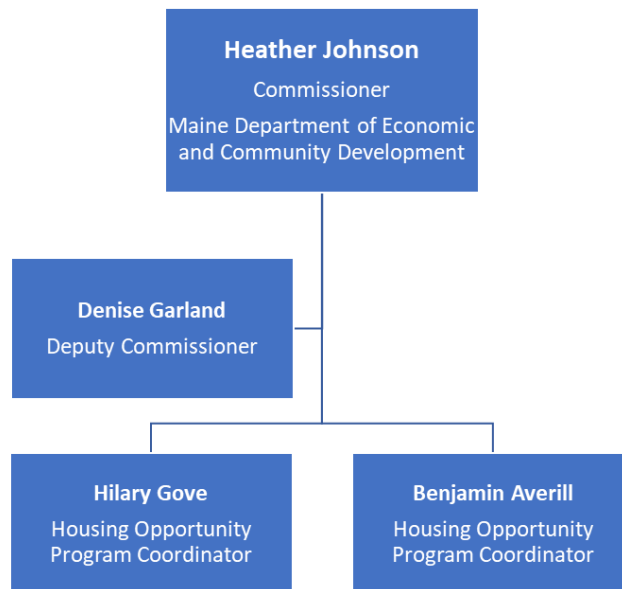 Heather Johnson
Commissioner
Maine Department of Economic
and Community Development
Denise Garland
Deputy Commissioner
Hilary Gove
Housing Opportunity
Program Coordinator
Benjamin Averill
Housing Opportunity
Program Coordinator